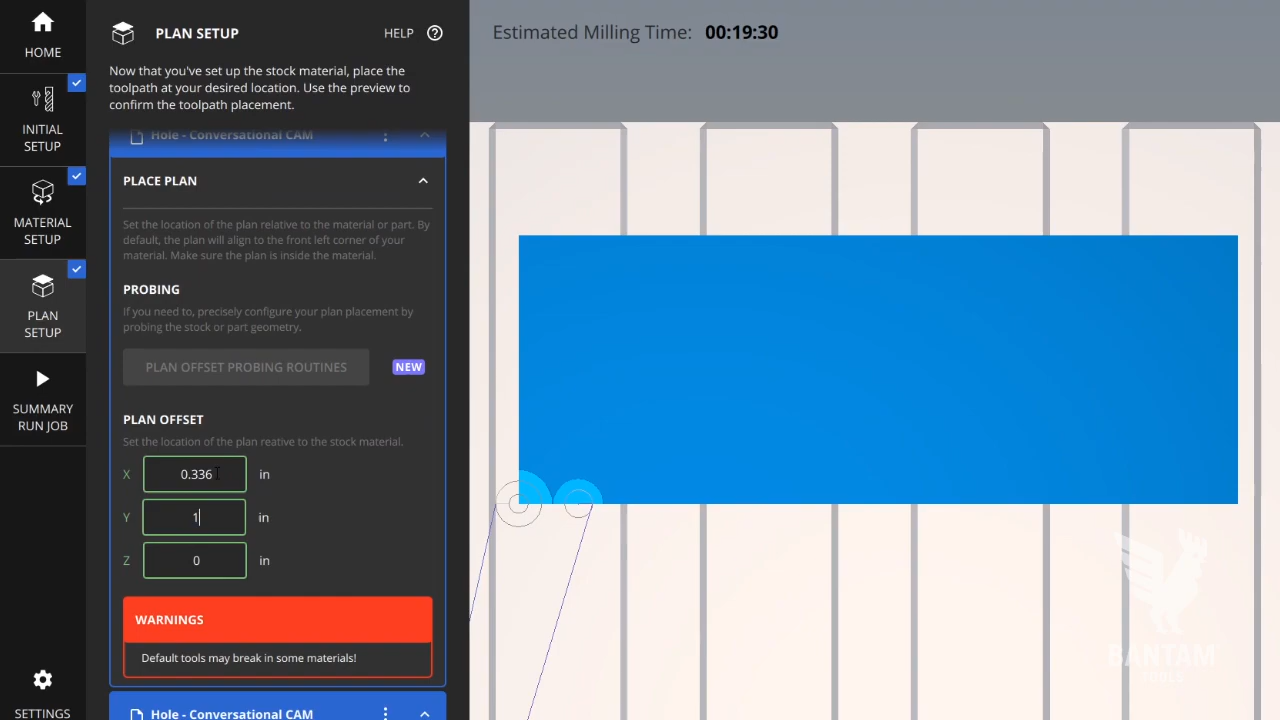 HOME
INITIAL
SETUP
MATERIAL
SETUP
PLAN
SETUP
SUMMARY
RUN JOB
SETTINGS
PLAN SETUP
HELP ?
Now that you've set up the stock material, place the
toolpath at your desired location. Use the preview to
confirm the toolpath placement.
Hole - Conversational CAM
PLACE PLAN
Set the location of the plan relative to the material or part. By
default, the plan will align to the front left corner of your
material. Make sure the plan is inside the material.
PROBING
If you need to, precisely configure your plan placement by
probing the stock or part geometry.
PLAN OFFSET PROBING ROUTINES
NEW
PLAN OFFSET
Set the location of the plan reative to the stock material.
X 0.336 in
Y 1 in
Z 0 in
WARNINGS
Default tools may break in some materials!
Hole - Conversational CAM
Estimated Milling Time: 00:19:30
BANTAM
TOOLS